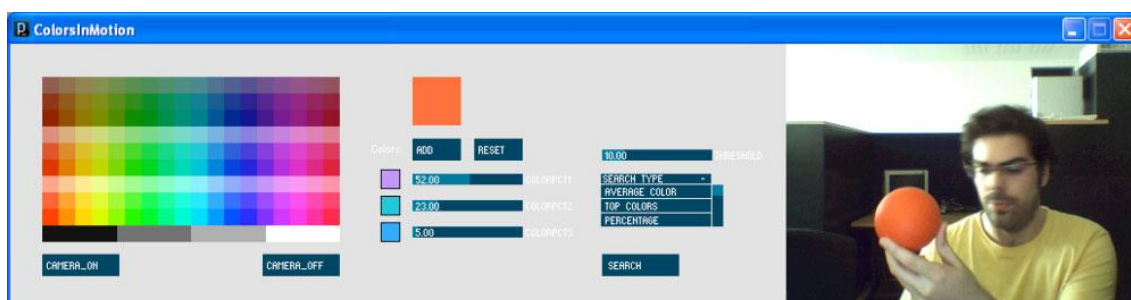 ColorsInMotion
Colors ADD RESET
10.00 THRESHOLD
52.00 COLORPCT1
SEARCH TYPE -
AVERAGE COLOR
23.00 COLORPCT2
TOP COLORS
PERCENTAGE
5.00 COLORPCT3
CAMERA_ON CAMERA_OFF SEARCH